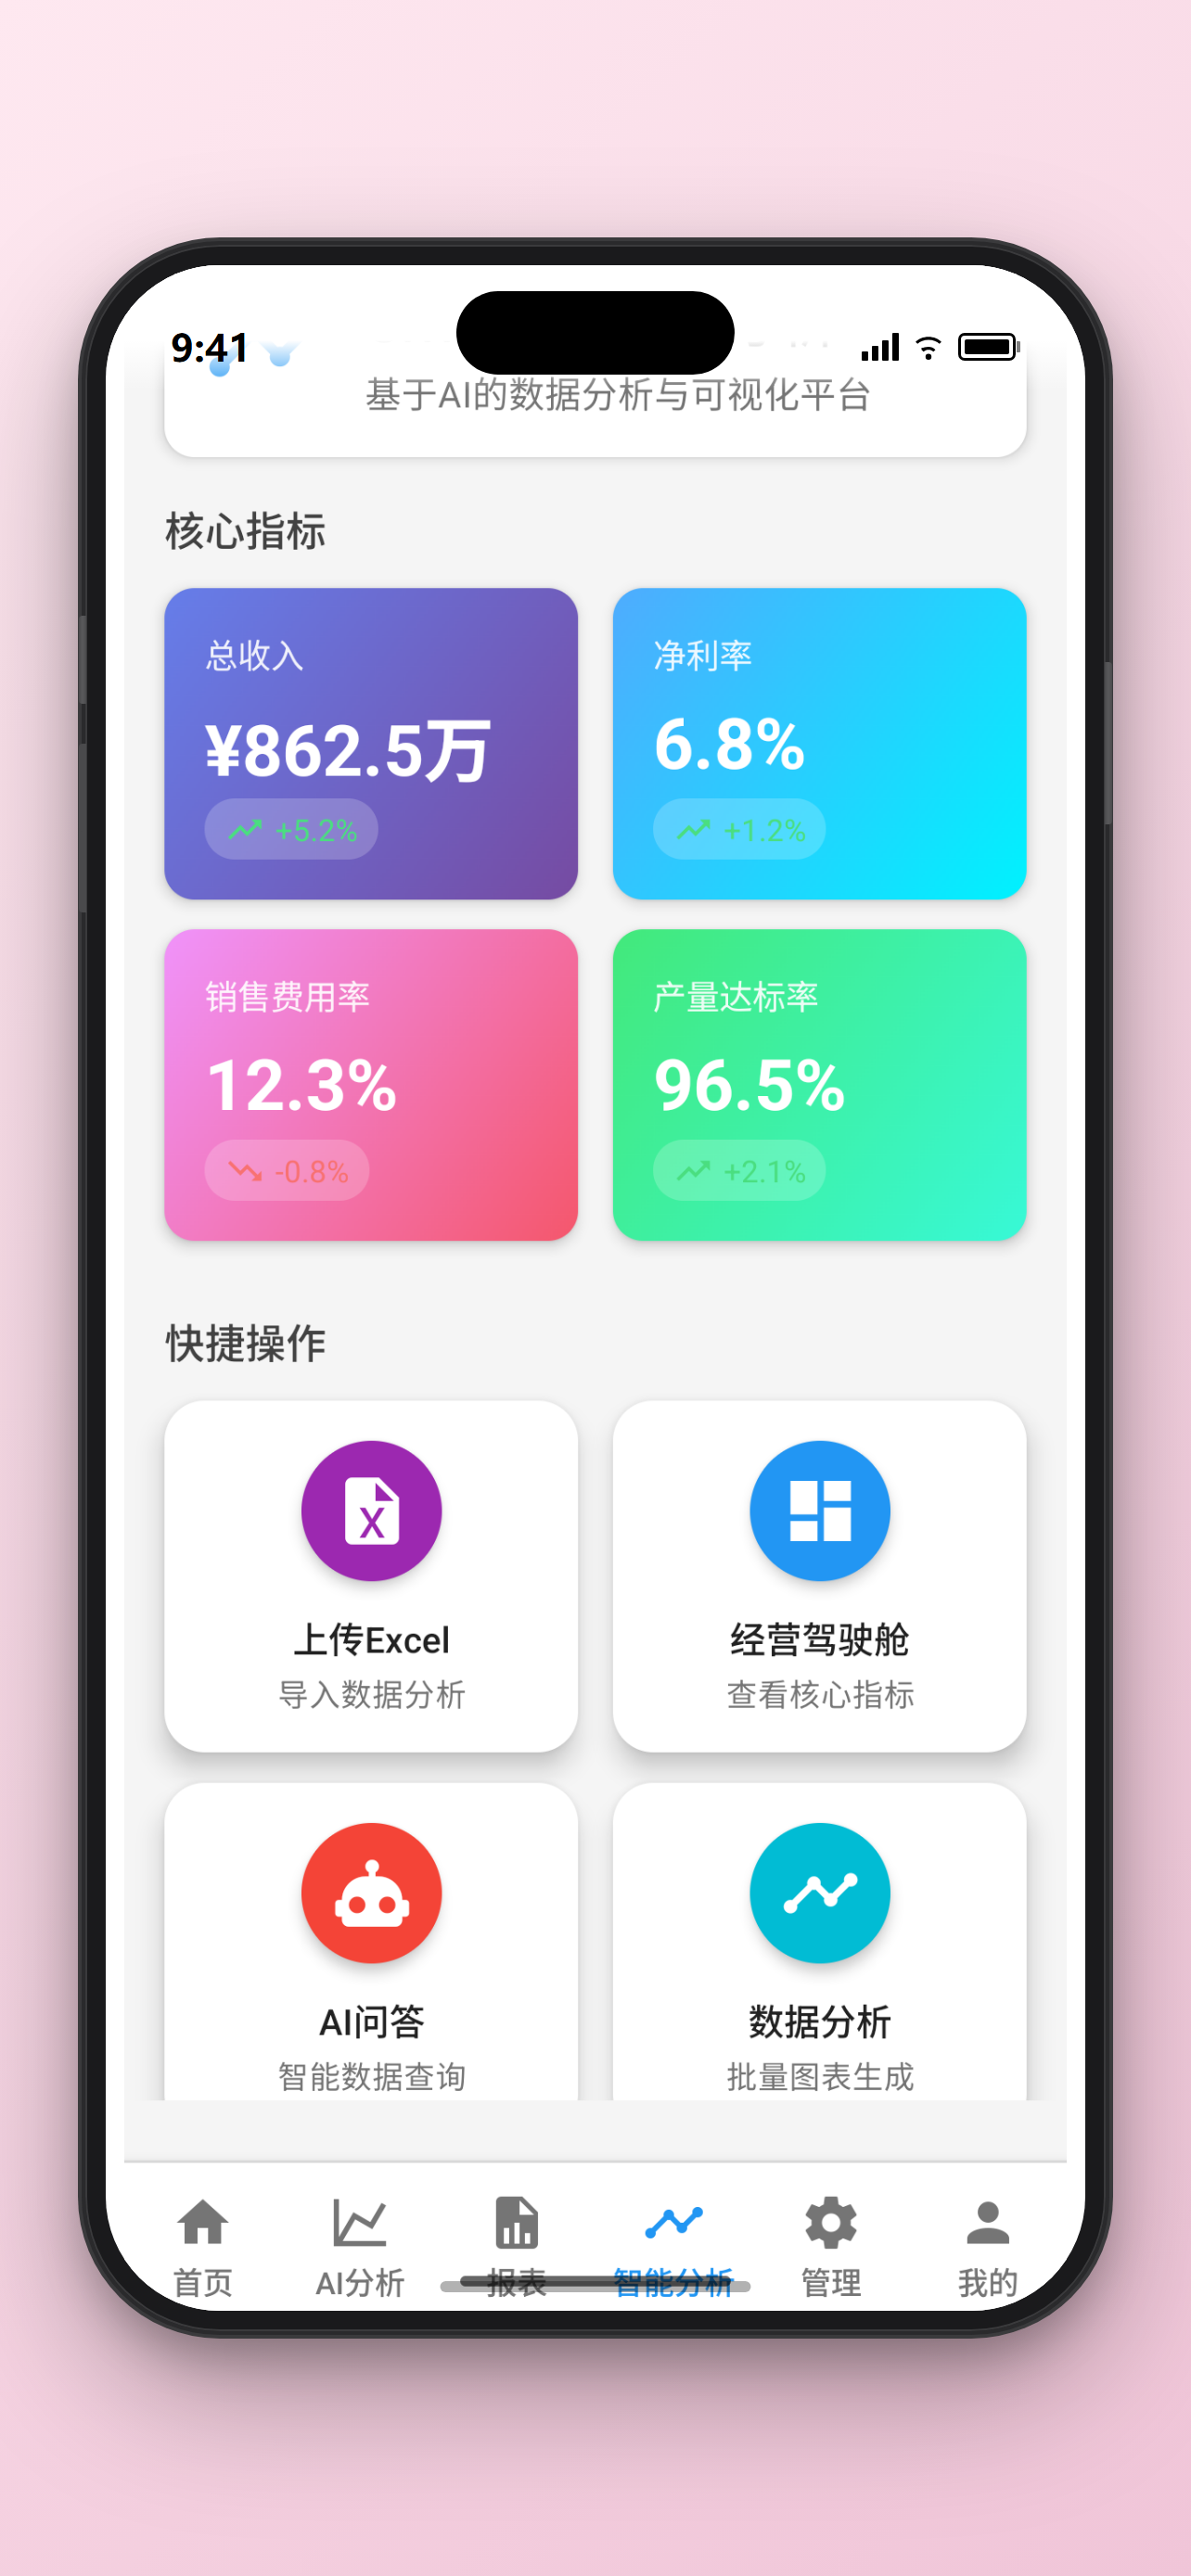 9:41
基于AI的数据分析与可视化平台
核心指标
总收入
净利率
¥862.5万
6.8%
+5.2%
+1.2%
销售费用率
产量达标率
12.3%
96.5%
-0.8%
+2.1%
快捷操作
上传Excel
经营驾驶舱
导入数据分析
查看核心指标
AI问答
数据分析
智能数据查询
批量图表生成
首页
AI分析
报表
智能分析
管理
我的